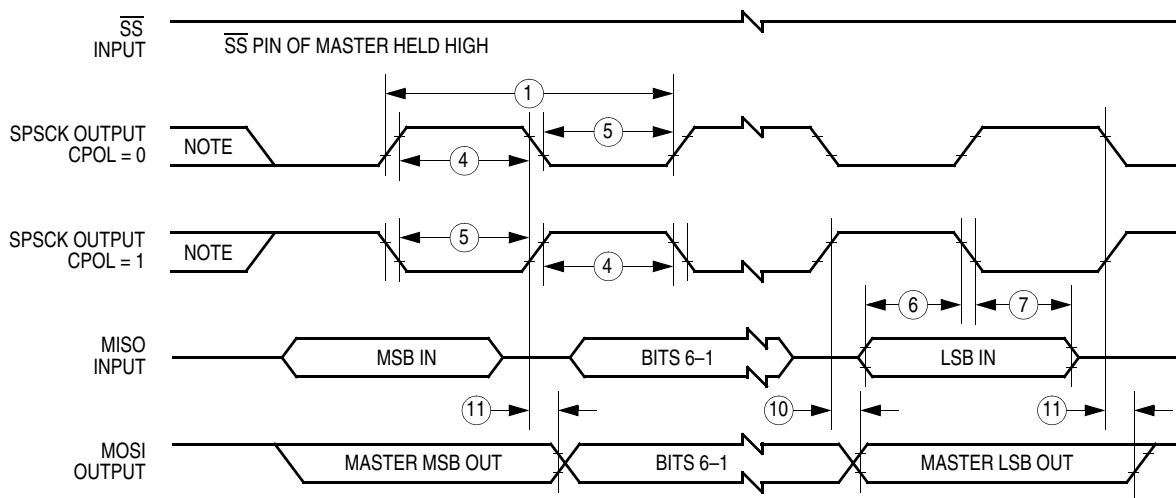 SS
INPUT
SS PIN OF MASTER HELD HIGH
1
SPSCK OUTPUT
CPOL = 0
NOTE
5
4
SPSCK OUTPUT
CPOL = 1
NOTE
5
4
6
7
MISO
INPUT
MSB IN
BITS 6–1
LSB IN
11
10
11
MOSI
OUTPUT
MASTER MSB OUT
BITS 6–1
MASTER LSB OUT